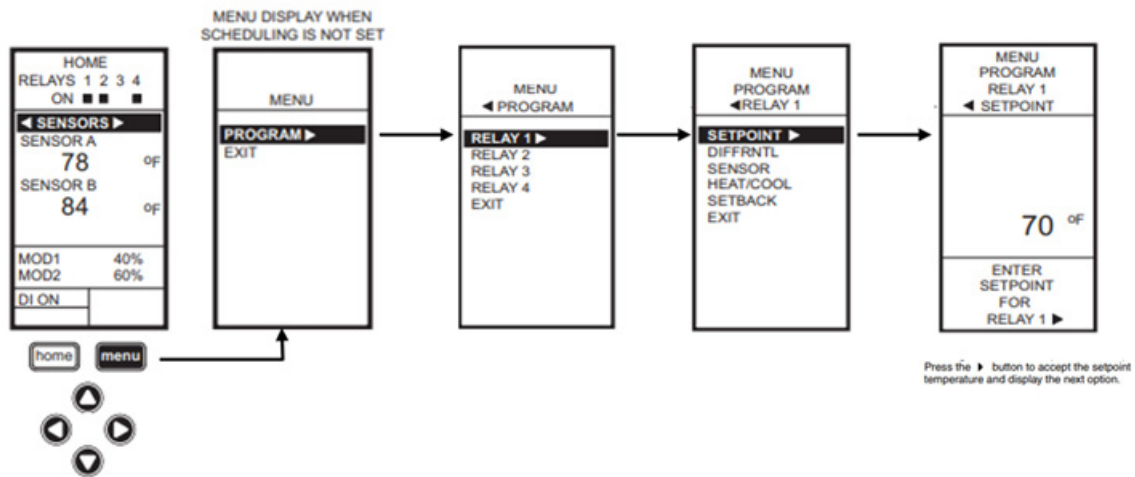 MENU DISPLAY WHEN
SCHEDULING IS NOT SET
HOME
RELAYS 1 2 3 4
ON ■ ■ ■
◀ SENSORS ▶
SENSOR A
78 ºF
SENSOR B
84 ºF
MOD1 40%
MOD2 60%
DI ON
home menu
MENU
PROGRAM ▶
EXIT
MENU
◀ PROGRAM
RELAY 1 ▶
RELAY 2
RELAY 3
RELAY 4
EXIT
MENU
PROGRAM
◀RELAY 1
SETPOINT ▶
DIFFRNTL
SENSOR
HEAT/COOL
SETBACK
EXIT
MENU
PROGRAM
RELAY 1
◀ SETPOINT
70 ºF
ENTER
SETPOINT
FOR
RELAY 1 ▶
Press the ▶ button to accept the setpoint
temperature and display the next option.